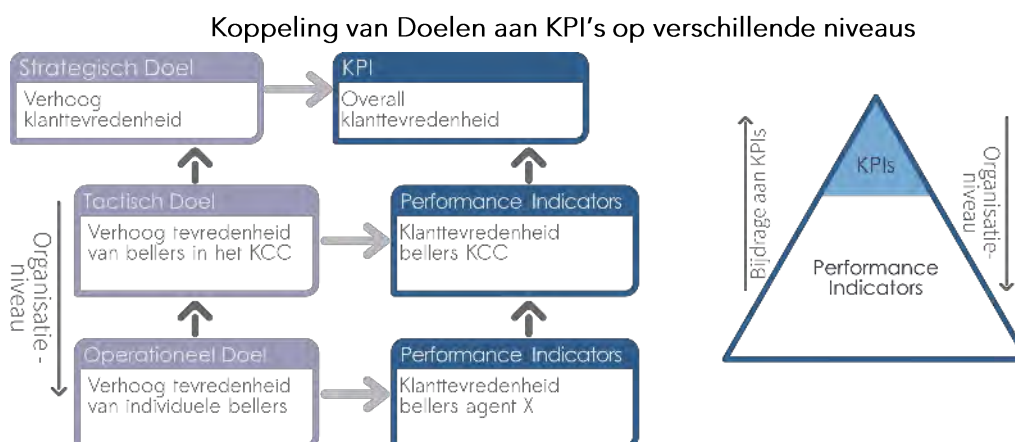 Koppeling van Doelen aan KPI's op verschillende niveaus
Strategisch Doel
Verhoog
klanttevredenheid
KPI
Overall
klanttevredenheid
Tactisch Doel
Verhoog tevredenheid
van bellers in het KCC
Performance Indicators
Klanttevredenheid
bellers KCC
Operationeel Doel
Verhoog tevredenheid
van individuele bellers
Performance Indicators
Klanttevredenheid
bellers agent X
Organisatie -
niveau
Bijdrage aan KPIs
KPIs
Performance
Indicators
Organisatie-
niveau